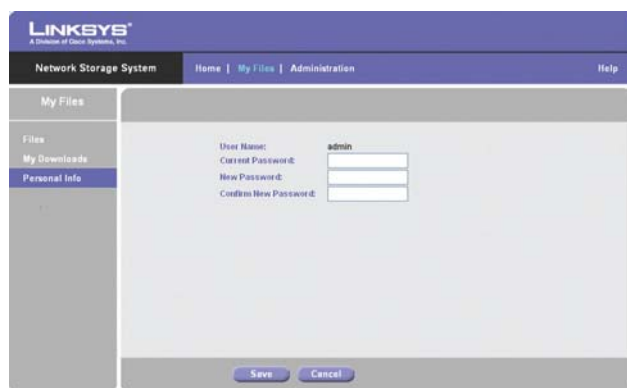 LINKSYS®
A Division of Cisco Systems, Inc.
Network Storage System
Home | My Files | Administration
Help
My Files
Files
My Downloads
Personal Info
User Name: admin
Current Password:
New Password:
Confirm New Password:
Save
Cancel